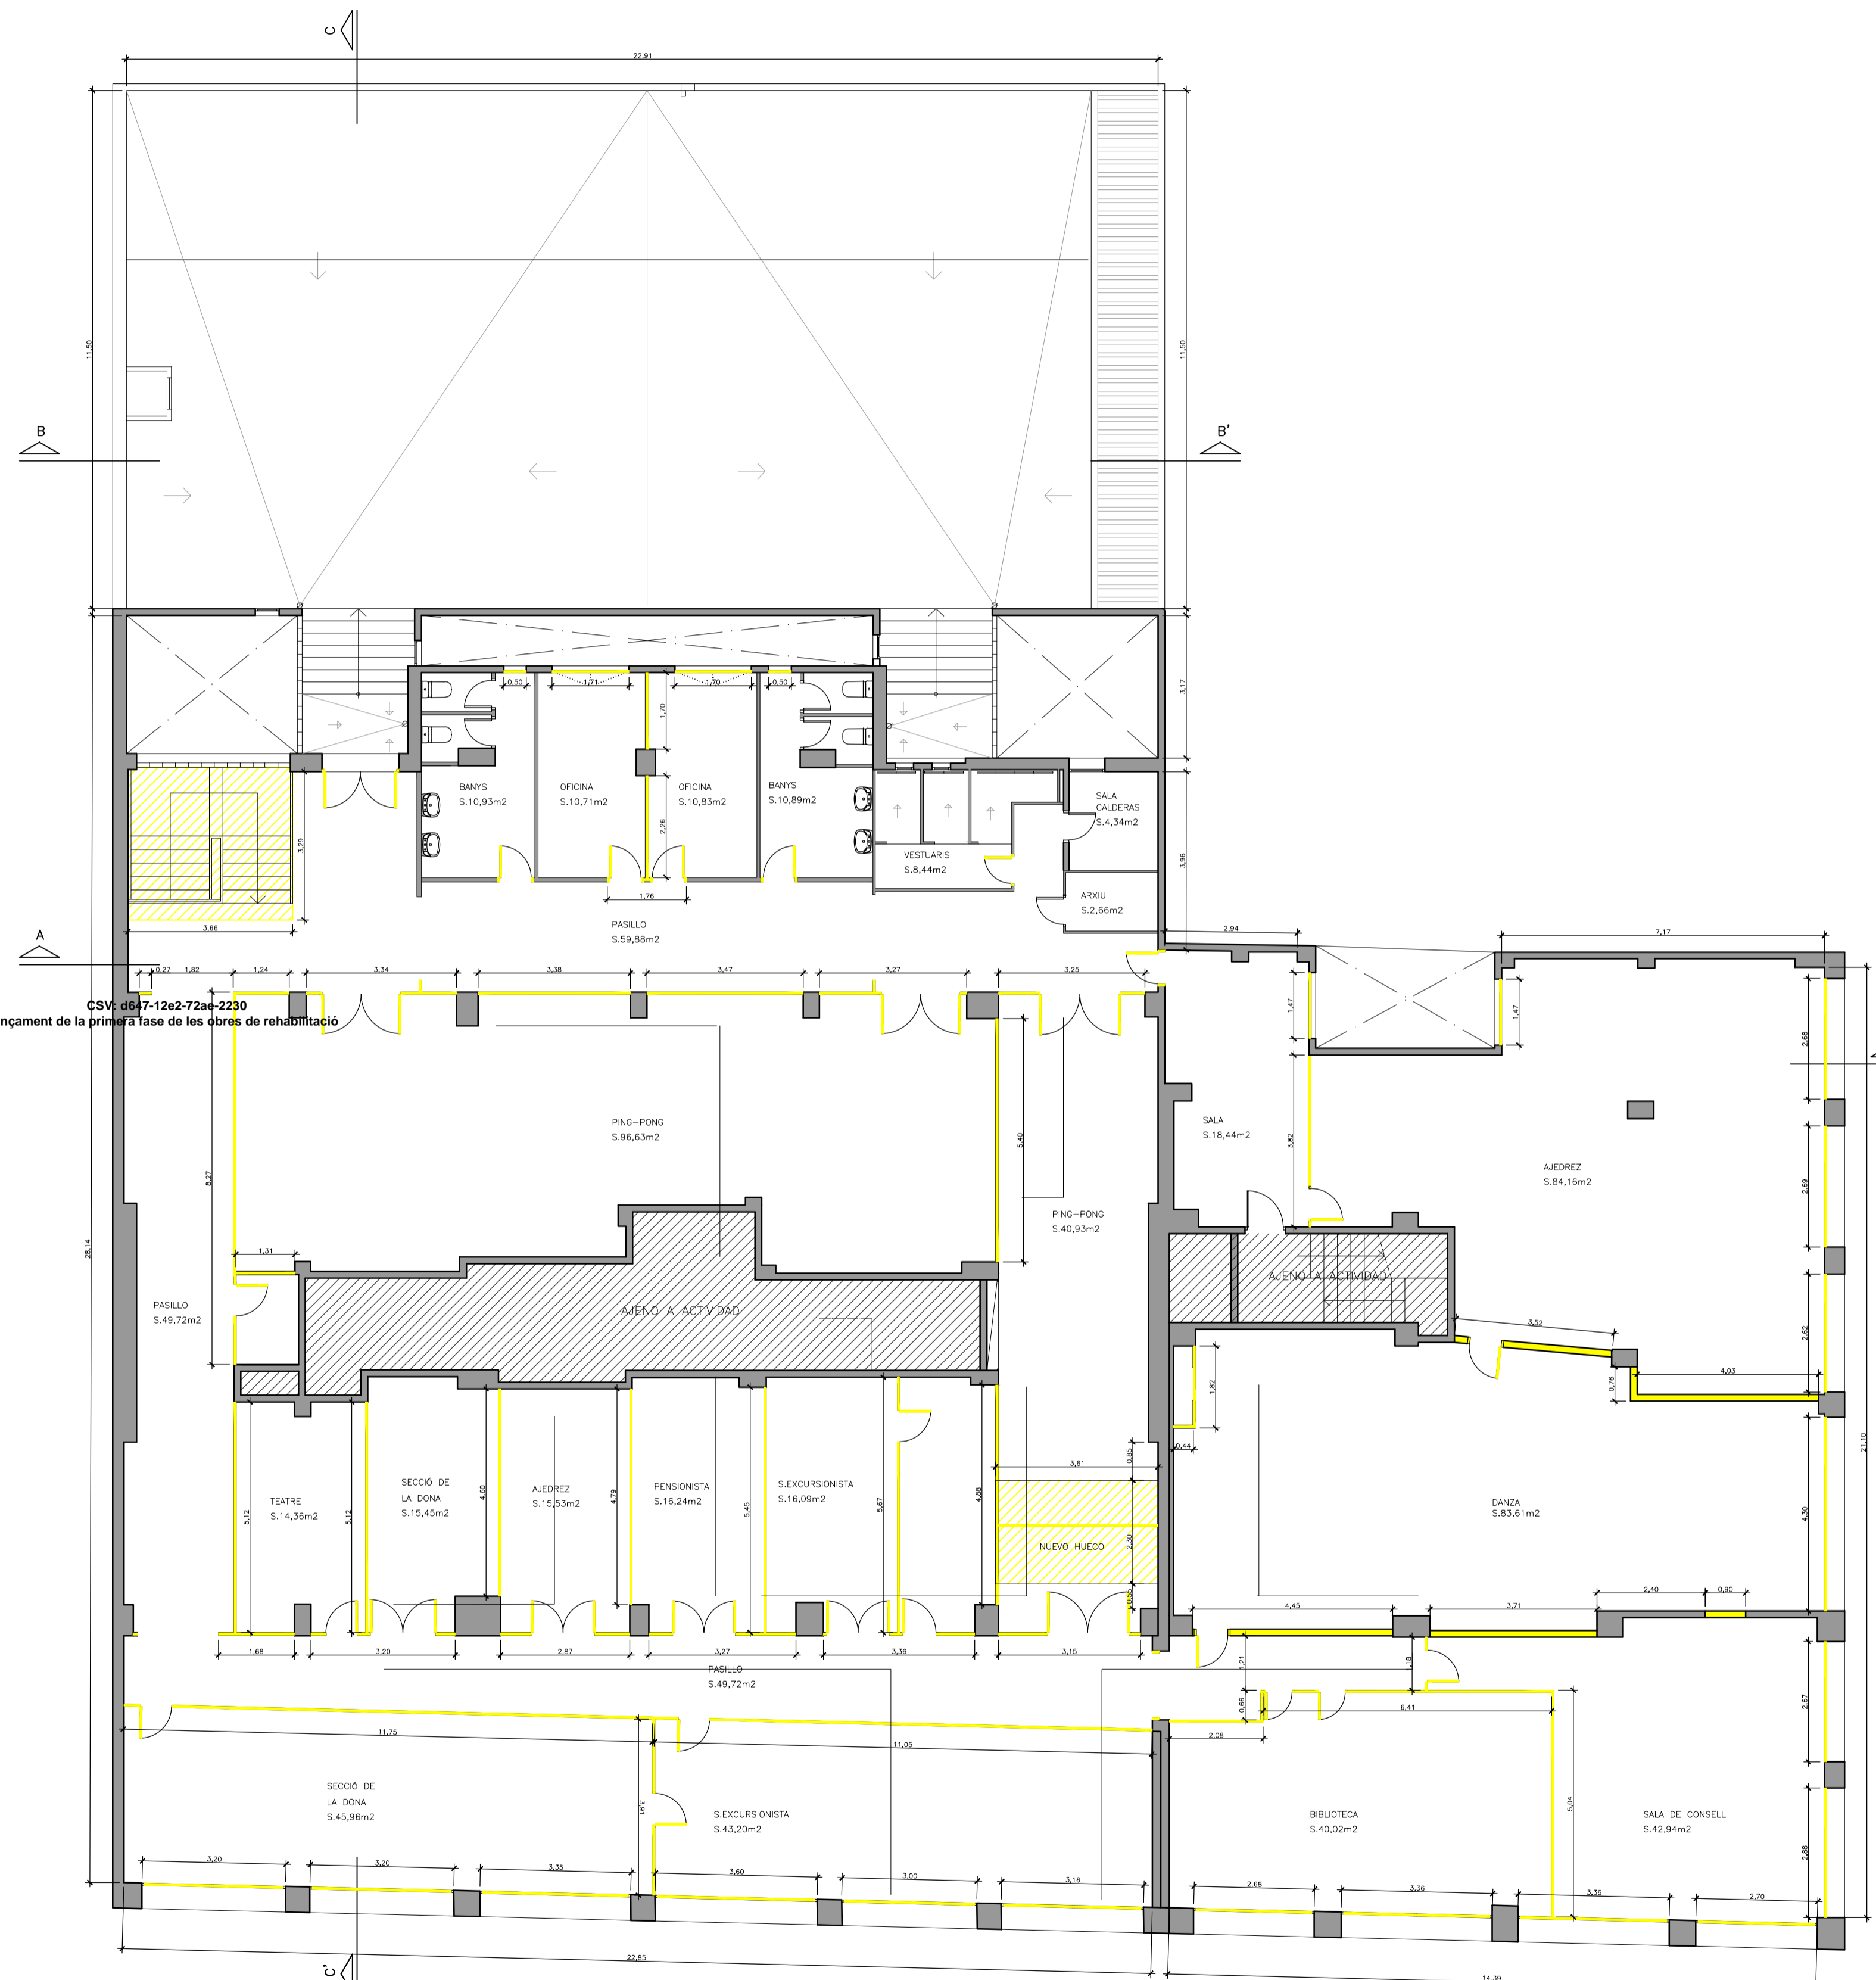 C
22,91
11,50
11,50
B
B'
3,17
0,50
1,71
1,70
0,50
1,70
BANYS
S.10,93m2
OFICINA
S.10,71m2
OFICINA
S.10,83m2
BANYS
S.10,89m2
SALA
CALDERAS
S.4,34m2
3,29
2,26
3,96
VESTUARIS
S.8,44m2
ARXIU
S.2,66m2
1,76
PASILLO
S.59,88m2
3,66
A
2,94
7,17
0,27
1,82
1,24
3,34
3,38
3,47
3,27
3,25
CSV: d647-12e2-72ae-2230
nçament de la primera fase de les obres de rehabilitació
1,47
1,47
2,68
PING-PONG
S.96,63m2
5,40
SALA
S.18,44m2
3,82
AJEDREZ
S.84,16m2
8,27
2,69
PING-PONG
S.40,93m2
28,14
1,31
AJENO A ACTIVIDAD
AJENO A ACTIVIDAD
PASILLO
S.49,72m2
3,52
2,62
0,76
4,03
1,82
0,44
0,85
3,61
21,10
TEATRE
S.14,36m2
SECCIÓ DE
LA DONA
S.15,45m2
AJEDREZ
S.15,53m2
PENSIONISTA
S.16,24m2
S.EXCURSIONISTA
S.16,09m2
5,12
5,12
4,60
4,79
5,45
5,67
4,88
DANZA
S.83,61m2
4,30
NUEVO HUECO
2,30
0,55
2,40
0,90
4,45
3,71
1,68
3,20
2,87
3,27
3,36
3,15
PASILLO
S.49,72m2
1,21
1,18
0,66
6,41
2,67
2,08
11,75
11,05
SECCIÓ DE
LA DONA
S.45,96m2
3,91
S.EXCURSIONISTA
S.43,20m2
BIBLIOTECA
S.40,02m2
5,04
SALA DE CONSELL
S.42,94m2
2,88
3,20
3,20
3,35
3,60
3,00
3,16
2,68
3,36
3,36
2,70
22,85
14,39
C'